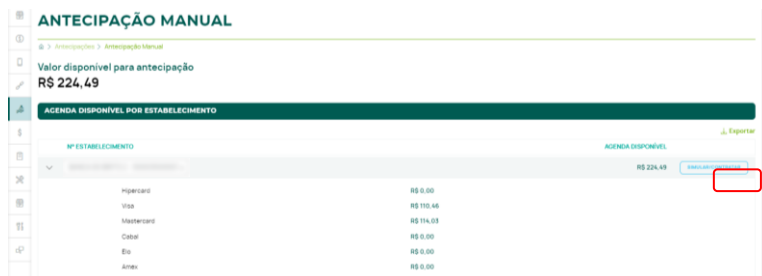 ANTECIPAÇÃO MANUAL
> Antecipações > Antecipação Manual
Valor disponível para antecipação
R$ 224,49
AGENDA DISPONÍVEL POR ESTABELECIMENTO
Exportar
Nº ESTABELECIMENTO AGENDA DISPONÍVEL
R$ 224,49 SIMULAR/CONTRATAR
Hipercard R$ 0,00
Visa R$ 110,46
Mastercard R$ 114,03
Cabal R$ 0,00
Elo R$ 0,00
Amex R$ 0,00